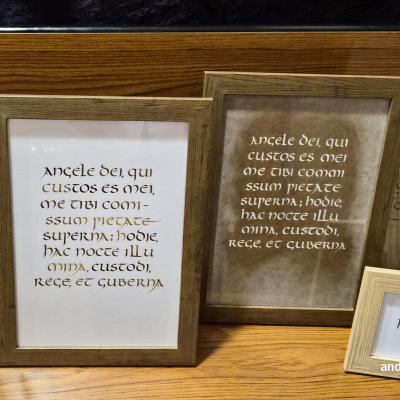 angele dei, qui
custos es mei,
me tibi comi-
ssum pietate
superna; hodie,
hac nocte illu
mina, custodi,
rege, et guberna
angele dei, qui
custos es mei
me tibi commi
ssum pietate
superna; hodie,
hac nocte illu
mina, custodi,
rege, et guberna